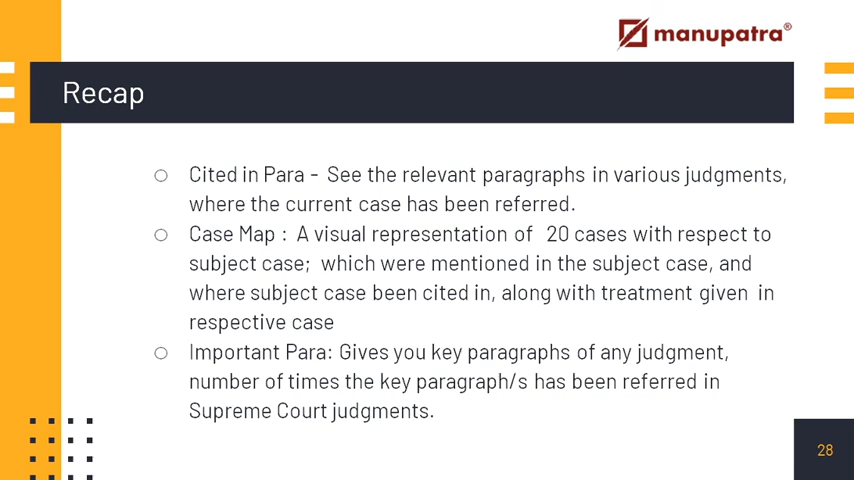 manupatra®
Recap
○ Cited in Para - See the relevant paragraphs in various judgments,
where the current case has been referred.
○ Case Map : A visual representation of 20 cases with respect to
subject case; which were mentioned in the subject case, and
where subject case been cited in, along with treatment given in
respective case
○ Important Para: Gives you key paragraphs of any judgment,
number of times the key paragraph/s has been referred in
Supreme Court judgments.
28